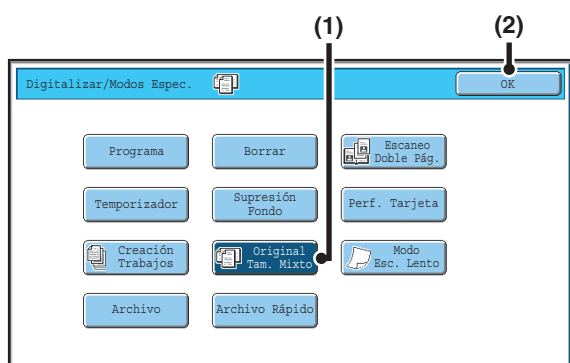 (1) (2)
Digitalizar/Modos Espec. OK
Programa
Borrar
Escaneo
Doble Pág.
Temporizador
Supresión
Fondo
Perf. Tarjeta
Creación
Trabajos
Original
Tam. Mixto
Modo
Esc. Lento
Archivo
Archivo Rápido